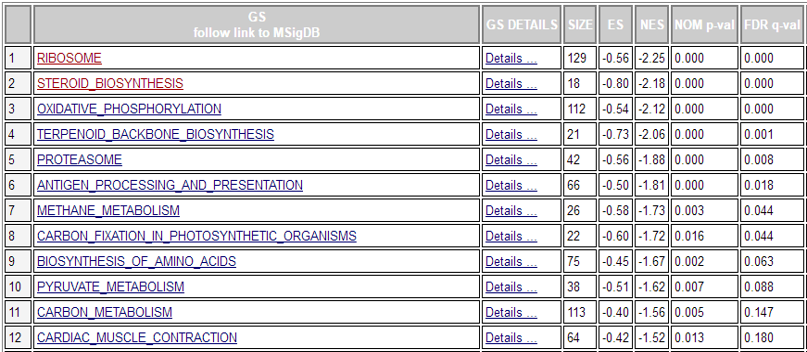 GS
follow link to MSigDB GS DETAILS SIZE ES NES NOM p-val FDR q-val
1 RIBOSOME Details ... 129 -0.56 -2.25 0.000 0.000
2 STEROID_BIOSYNTHESIS Details ... 18 -0.80 -2.18 0.000 0.000
3 OXIDATIVE_PHOSPHORYLATION Details ... 112 -0.54 -2.12 0.000 0.000
4 TERPENOID_BACKBONE_BIOSYNTHESIS Details ... 21 -0.73 -2.06 0.000 0.001
5 PROTEASOME Details ... 42 -0.56 -1.88 0.000 0.008
6 ANTIGEN_PROCESSING_AND_PRESENTATION Details ... 66 -0.50 -1.81 0.000 0.018
7 METHANE_METABOLISM Details ... 26 -0.58 -1.73 0.003 0.044
8 CARBON_FIXATION_IN_PHOTOSYNTHETIC_ORGANISMS Details ... 22 -0.60 -1.72 0.016 0.044
9 BIOSYNTHESIS_OF_AMINO_ACIDS Details ... 75 -0.45 -1.67 0.002 0.063
10 PYRUVATE_METABOLISM Details ... 38 -0.51 -1.62 0.007 0.088
11 CARBON_METABOLISM Details ... 113 -0.40 -1.56 0.005 0.147
12 CARDIAC_MUSCLE_CONTRACTION Details ... 64 -0.42 -1.52 0.013 0.180